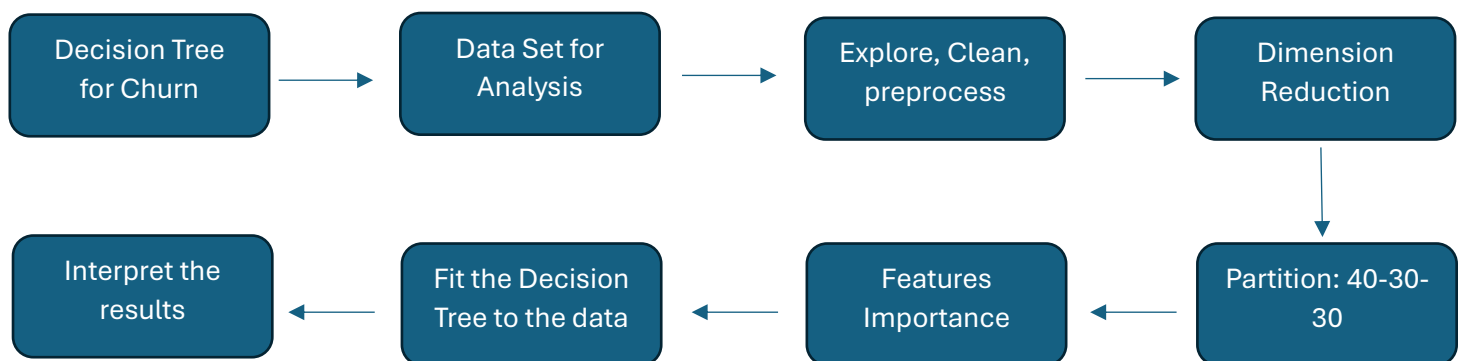 Decision Tree
for Churn
Data Set for
Analysis
Explore, Clean,
preprocess
Dimension
Reduction
Partition: 40-30-
30
Features
Importance
Fit the Decision
Tree to the data
Interpret the
results